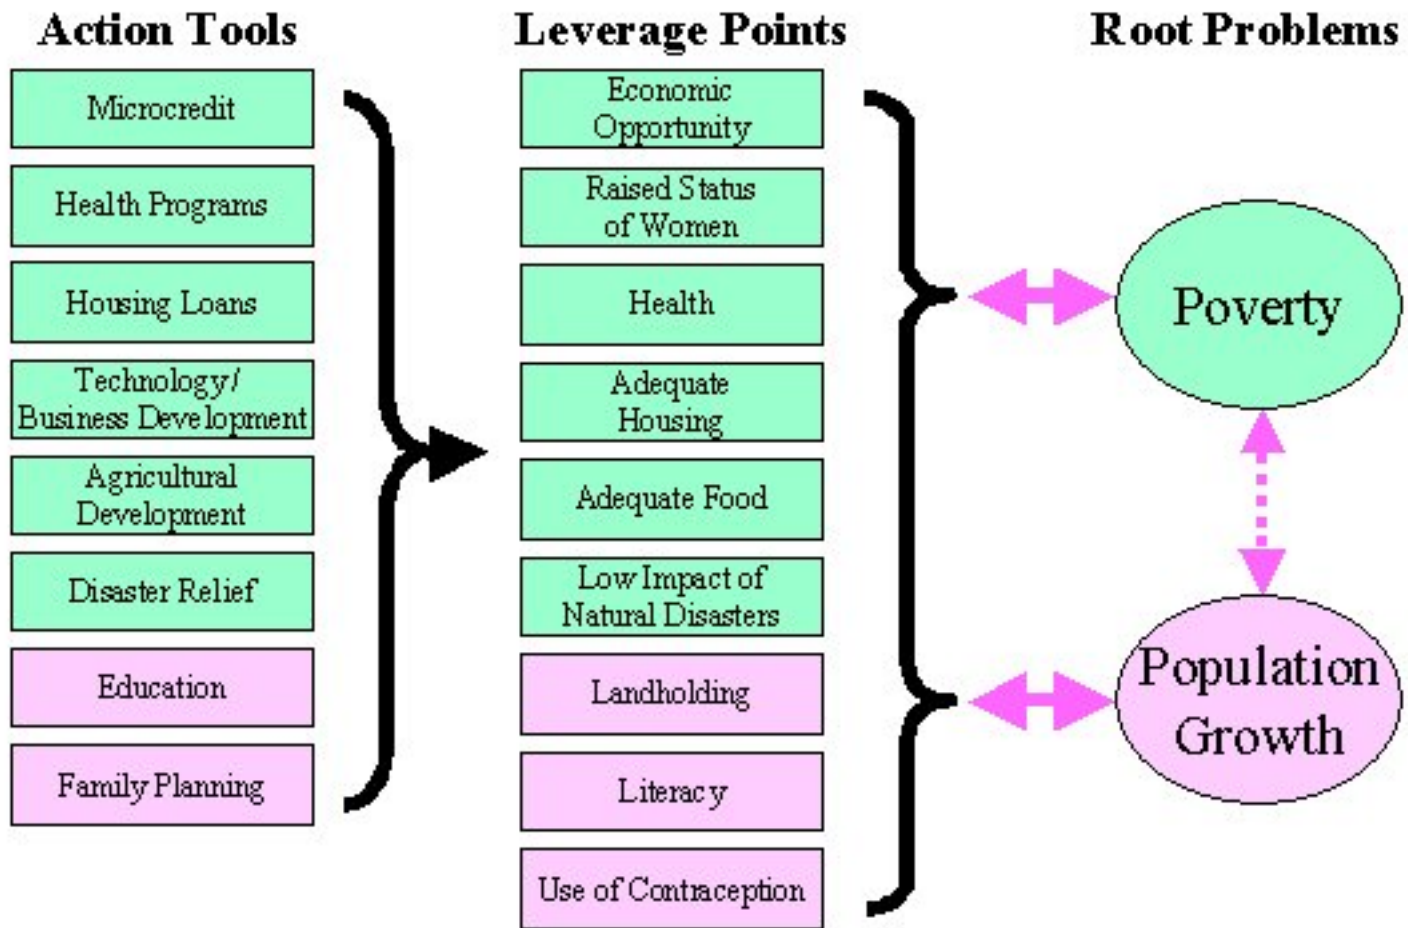 Action Tools
Microcredit
Health Programs
Housing Loans
Technology/
Business Development
Agricultural
Development
Disaster Relief
Education
Family Planning
Leverage Points
Economic
Opportunity
Raised Status
of Women
Health
Adequate
Housing
Adequate Food
Low Impact of
Natural Disasters
Landholding
Literacy
Use of Contraception
Root Problems
Poverty
Population
Growth